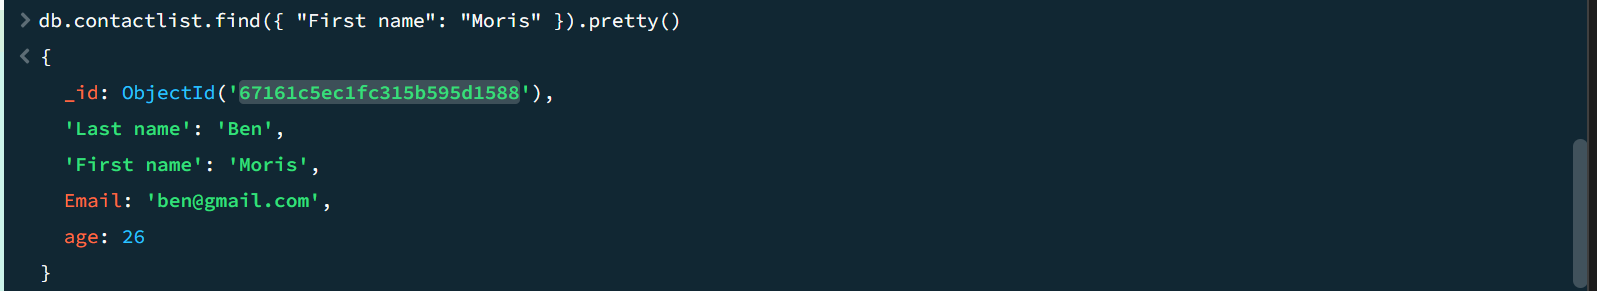 > db.contactlist.find({ "First name": "Moris" }).pretty()
< {
_id: ObjectId('67161c5ec1fc315b595d1588'),
'Last name': 'Ben',
'First name': 'Moris',
Email: 'ben@gmail.com',
age: 26
}